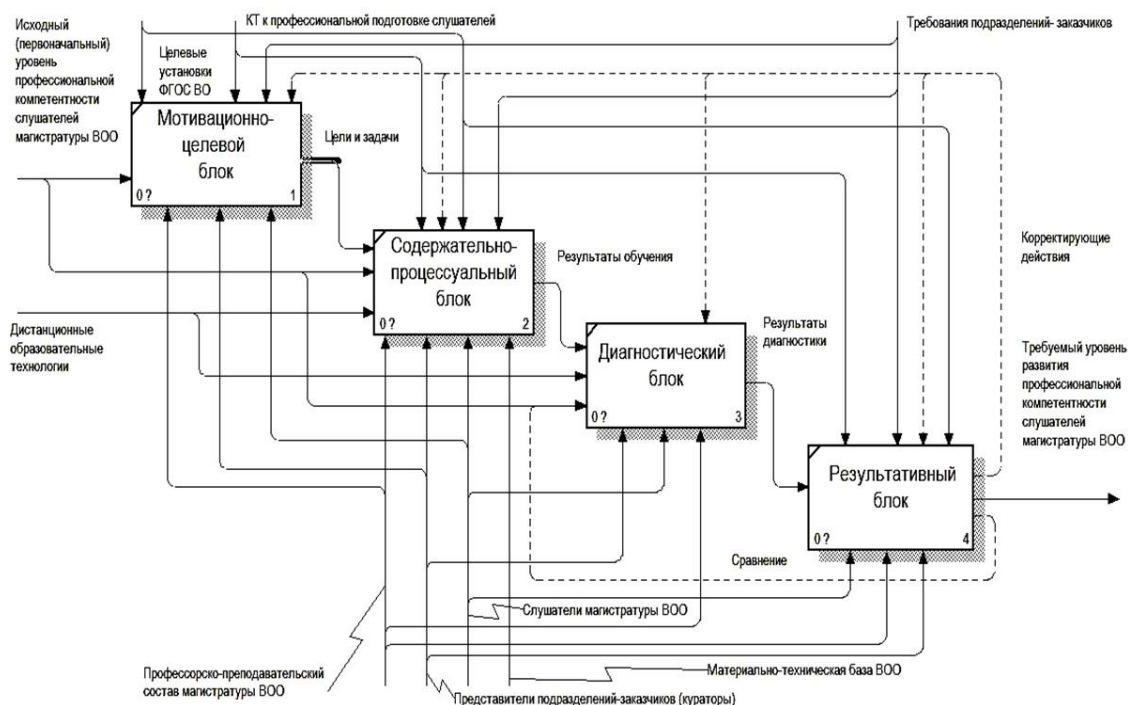 Исходный
(первоначальный)
уровень
профессиональной
компетентности
слушателей
магистратуры ВОО
КТ к профессиональной подготовке слушателей
Требования подразделений- заказчиков
Целевые
установки
ФГОС ВО
Мотивационно-
целевой
блок
0 ?
1
Цели и задачи
Содержательно-
процессуальный
блок
0 ?
2
Результаты обучения
Корректирующие
действия
Дистанционные
образовательные
технологии
Диагностический
блок
0 ?
3
Результаты
диагностики
Требуемый уровень
развития
профессиональной
компетентности
слушателей
магистратуры ВОО
Результативный
блок
0 ?
4
Сравнение
Слушатели магистратуры ВОО
Профессорско-преподавательский
состав магистратуры ВОО
Материально-техническая база ВОО
Представители подразделений-заказчиков (кураторы)